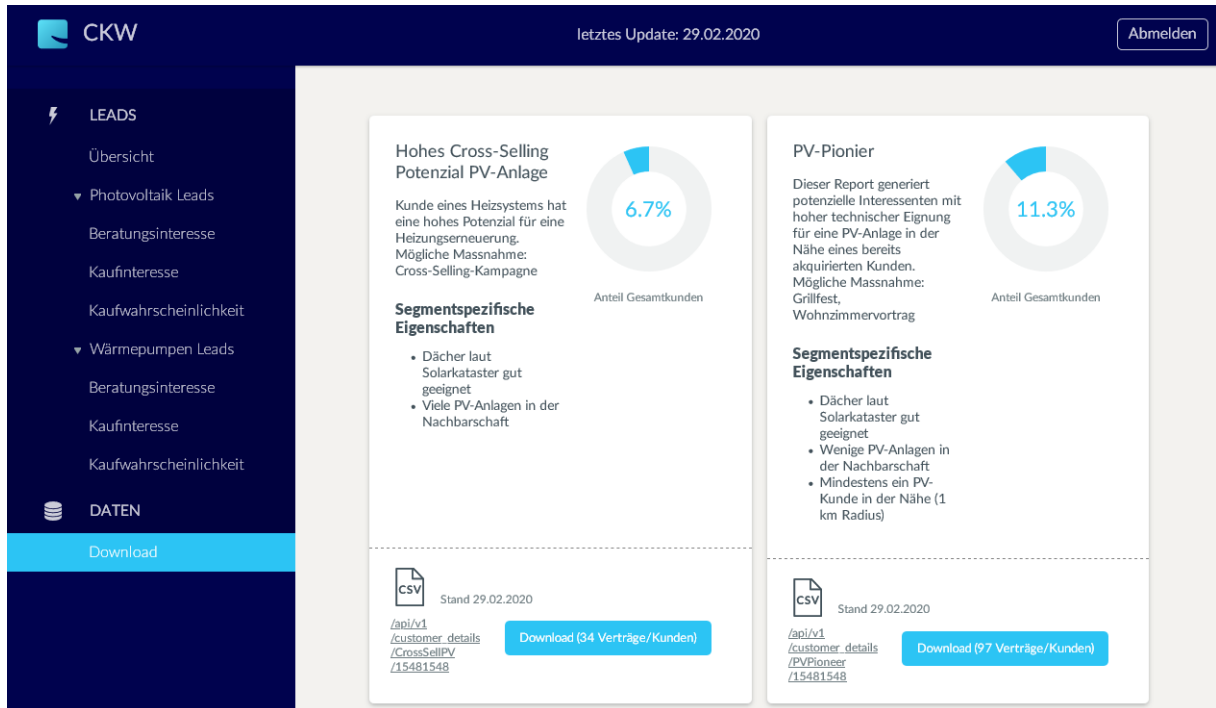 CKW
letztes Update: 29.02.2020
Abmelden
LEADS
Übersicht
Photovoltaik Leads
Beratungsinteresse
Kaufinteresse
Kaufwahrscheinlichkeit
Wärmepumpen Leads
Beratungsinteresse
Kaufinteresse
Kaufwahrscheinlichkeit
DATEN
Download
Hohes Cross-Selling
Potenzial PV-Anlage
Kunde eines Heizsystems hat
eine hohes Potenzial für eine
Heizungserneuerung.
Mögliche Massnahme:
Cross-Selling-Kampagne
6.7%
Anteil Gesamtkunden
Segmentspezifische
Eigenschaften
• Dächer laut
Solarkataster gut
geeignet
• Viele PV-Anlagen in der
Nachbarschaft
CSV
Stand 29.02.2020
/api/v1
/customer_details
/CrossSellPV
/15481548
Download (34 Verträge/Kunden)
PV-Pionier
Dieser Report generiert
potenzielle Interessenten mit
hoher technischer Eignung
für eine PV-Anlage in der
Nähe eines bereits
akquirierten Kunden.
Mögliche Massnahme:
Grillfest,
Wohnzimmervortrag
11.3%
Anteil Gesamtkunden
Segmentspezifische
Eigenschaften
• Dächer laut
Solarkataster gut
geeignet
• Wenige PV-Anlagen in
der Nachbarschaft
• Mindestens ein PV-
Kunde in der Nähe (1
km Radius)
CSV
Stand 29.02.2020
/api/v1
/customer_details
/PVPioneer
/15481548
Download (97 Verträge/Kunden)